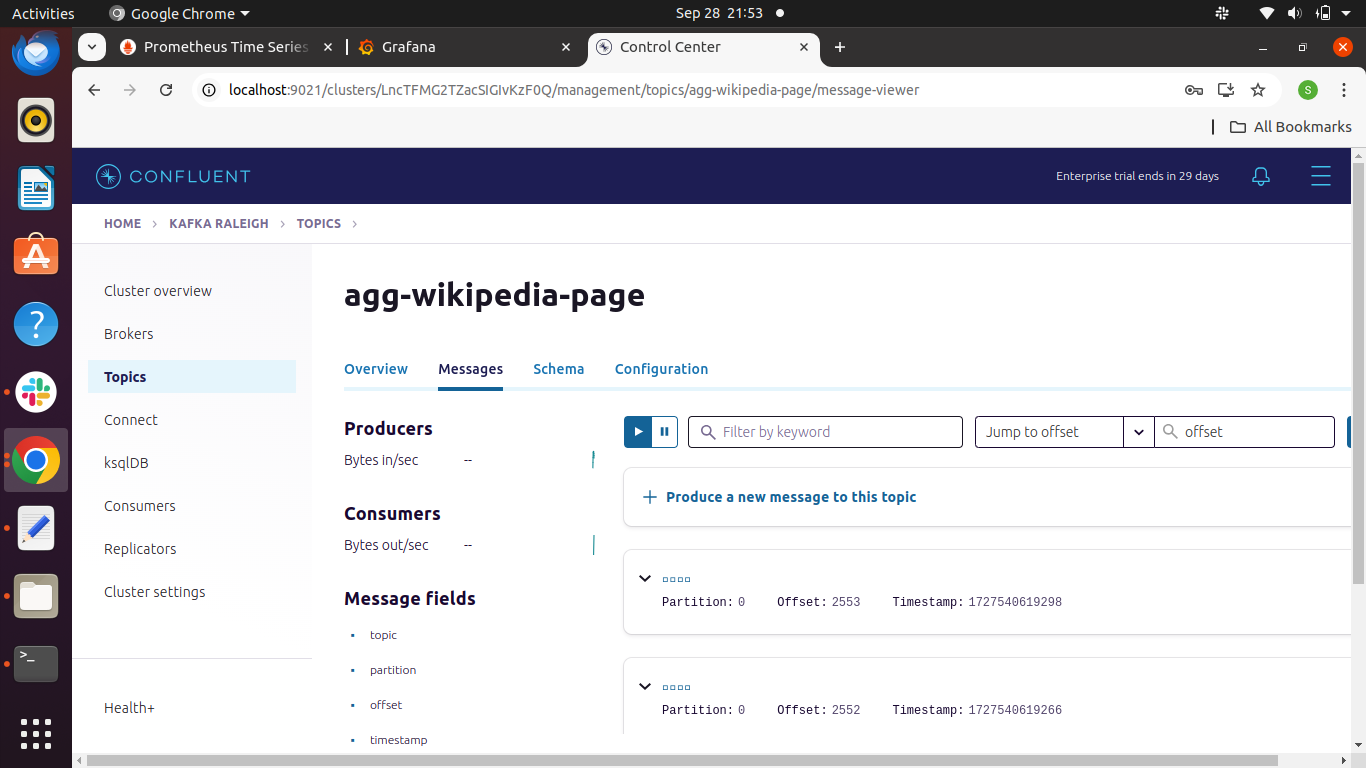 Activities
Google Chrome
Sep 28 21:53
Prometheus Time Series
Grafana
Control Center
localhost:9021/clusters/LncTFMG2TZacSIGIvKzF0Q/management/topics/agg-wikipedia-page/message-viewer
S
All Bookmarks
CONFLUENT
Enterprise trial ends in 29 days
HOME > KAFKA RALEIGH > TOPICS >
Cluster overview
Brokers
Topics
Connect
ksqlDB
Consumers
Replicators
Cluster settings
Health+
agg-wikipedia-page
Overview Messages Schema Configuration
Producers
Bytes in/sec --
Consumers
Bytes out/sec --
Message fields
topic
partition
offset
timestamp
Filter by keyword
Jump to offset
offset
+ Produce a new message to this topic
Partition: 0 Offset: 2553 Timestamp: 1727540619298
Partition: 0 Offset: 2552 Timestamp: 1727540619266